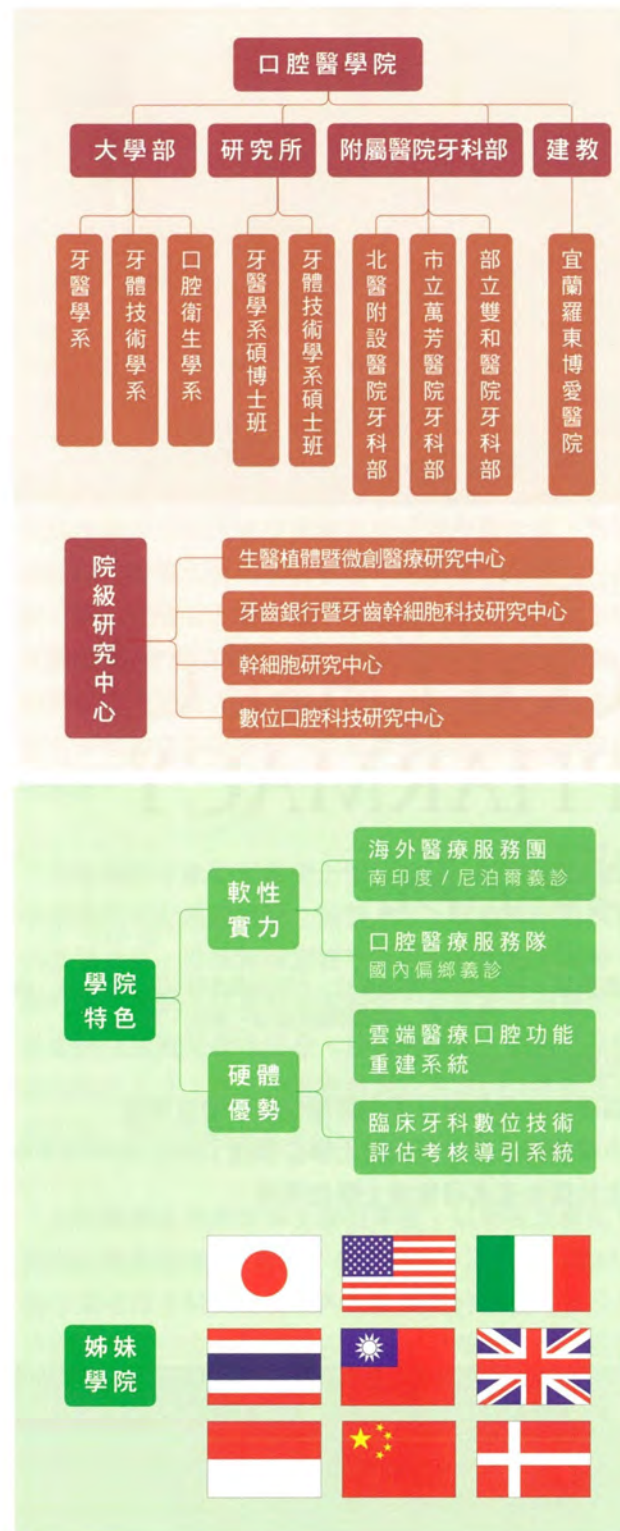 口腔醫學院
大學部
研究所
附屬醫院牙科部
建教
牙醫學系
牙體技術學系
口腔衛生學系
牙醫學系碩博士班
牙體技術學系碩士班
北醫附設醫院牙科部
市立萬芳醫院牙科部
部立雙和醫院牙科部
宜蘭羅東博愛醫院
院級研究中心
生醫植體暨微創醫療研究中心
牙齒銀行暨牙齒幹細胞科技研究中心
幹細胞研究中心
數位口腔科技研究中心
學院
特色
軟性
實力
海外醫療服務團
南印度 / 尼泊爾義診
口腔醫療服務隊
國內偏鄉義診
硬體
優勢
雲端醫療口腔功能
重建系統
臨床牙科數位技術
評估考核導引系統
姊妹
學院